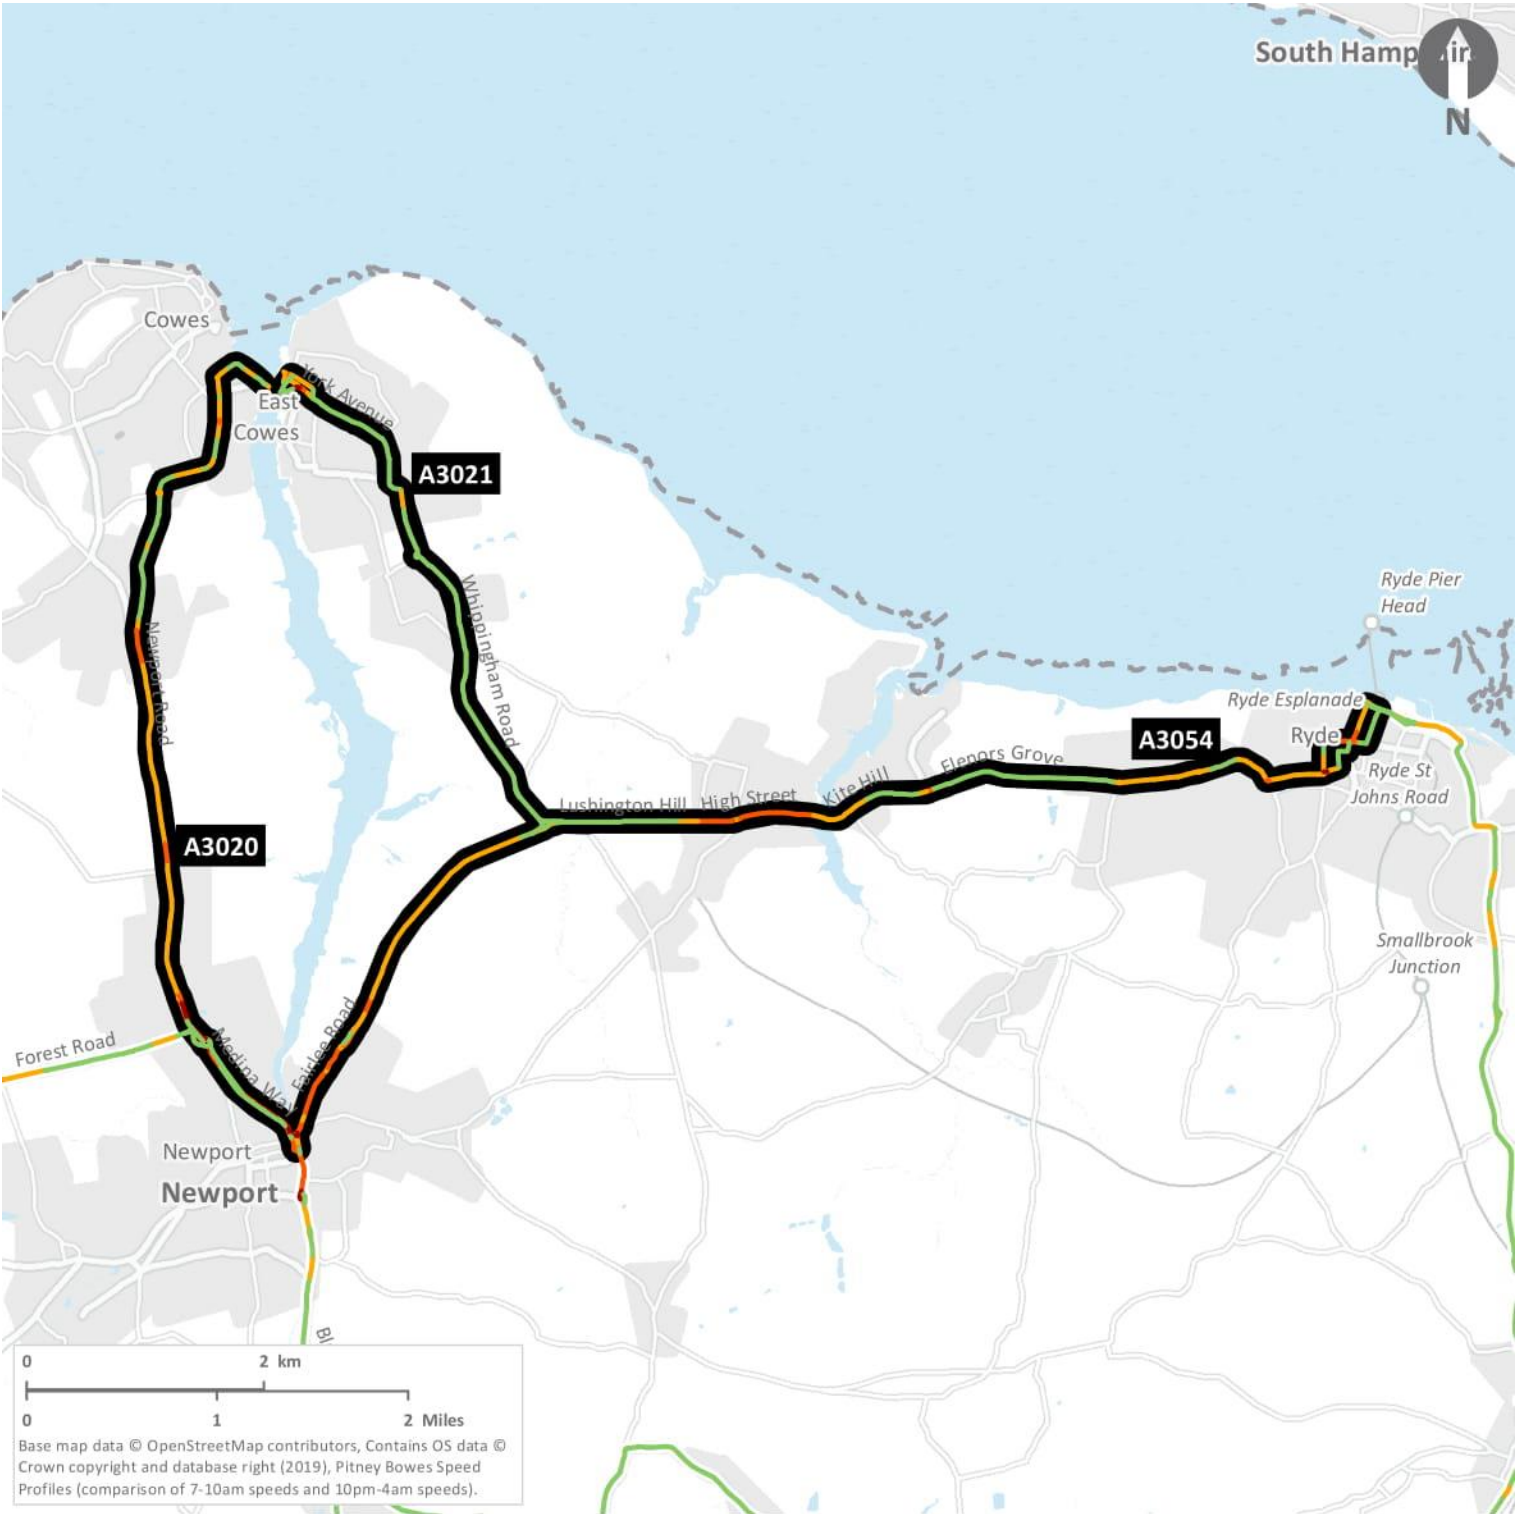 South Hamp ir
N
Cowes
York Avenue
East
Cowes
A3021
Whippingham Road
Ryde Pier
Head
Newport Road
Ryde Esplanade
Ryde
A3054
Elenors Grove
Kite Hill
High Street
Lushington Hill
Ryde St
Johns Road
A3020
Smallbrook
Junction
Fairlee Road
Forest Road
Medina Way
Newport
Newport
Bl
0 2 km
0 1 2 Miles
Base map data © OpenStreetMap contributors, Contains OS data ©
Crown copyright and database right (2019), Pitney Bowes Speed
Profiles (comparison of 7-10am speeds and 10pm-4am speeds).